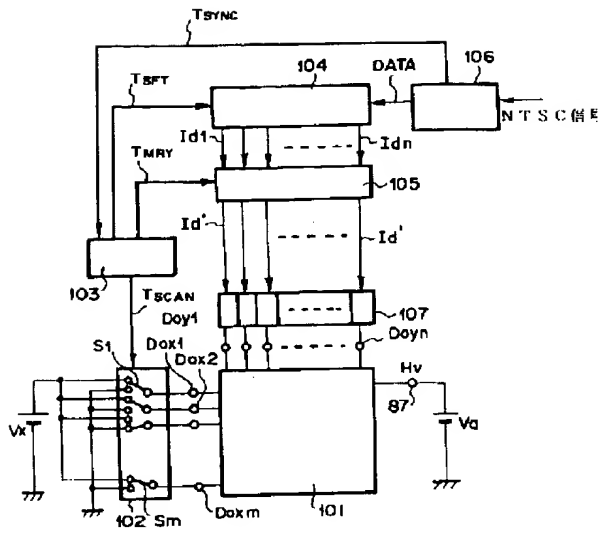 TSYNC
104
DATA
106
TSFT
NTSC信号
Id1
Idn
TMRY
105
Id'
Id'
103
TSCAN
107
Doy1
Doyn
S1
Dox1
Dox2
Hv
87
Vx
Va
102
Sm
Doxm
101